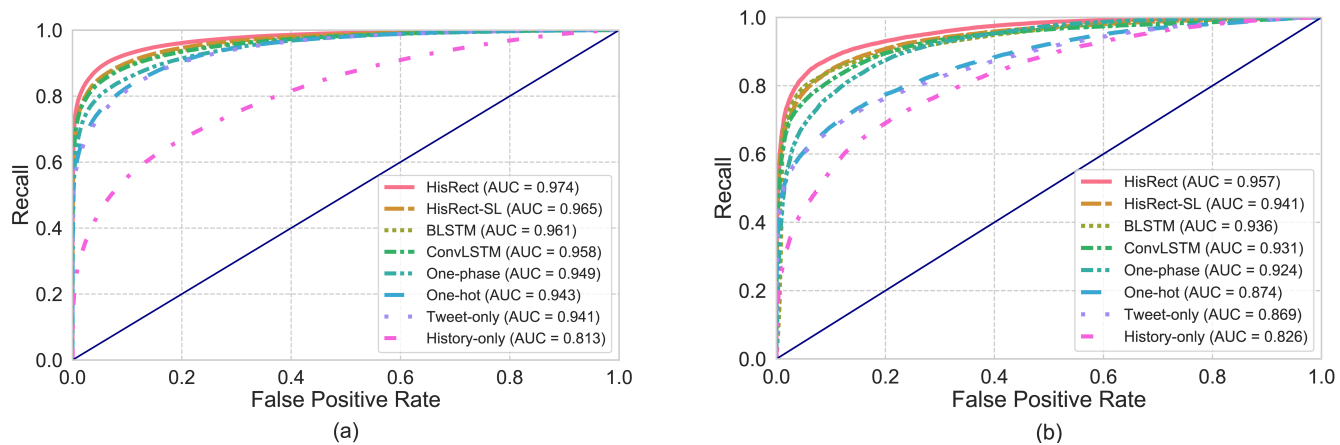 1.0
0.8
0.6
0.4
0.2
0.0
Recall
0.0 0.2 0.4 0.6 0.8 1.0
False Positive Rate
HisRect (AUC = 0.974)
HisRect-SL (AUC = 0.965)
BLSTM (AUC = 0.961)
ConvLSTM (AUC = 0.958)
One-phase (AUC = 0.949)
One-hot (AUC = 0.943)
Tweet-only (AUC = 0.941)
History-only (AUC = 0.813)
(a)
1.0
0.8
0.6
0.4
0.2
0.0
Recall
0.0 0.2 0.4 0.6 0.8 1.0
False Positive Rate
HisRect (AUC = 0.957)
HisRect-SL (AUC = 0.941)
BLSTM (AUC = 0.936)
ConvLSTM (AUC = 0.931)
One-phase (AUC = 0.924)
One-hot (AUC = 0.874)
Tweet-only (AUC = 0.869)
History-only (AUC = 0.826)
(b)